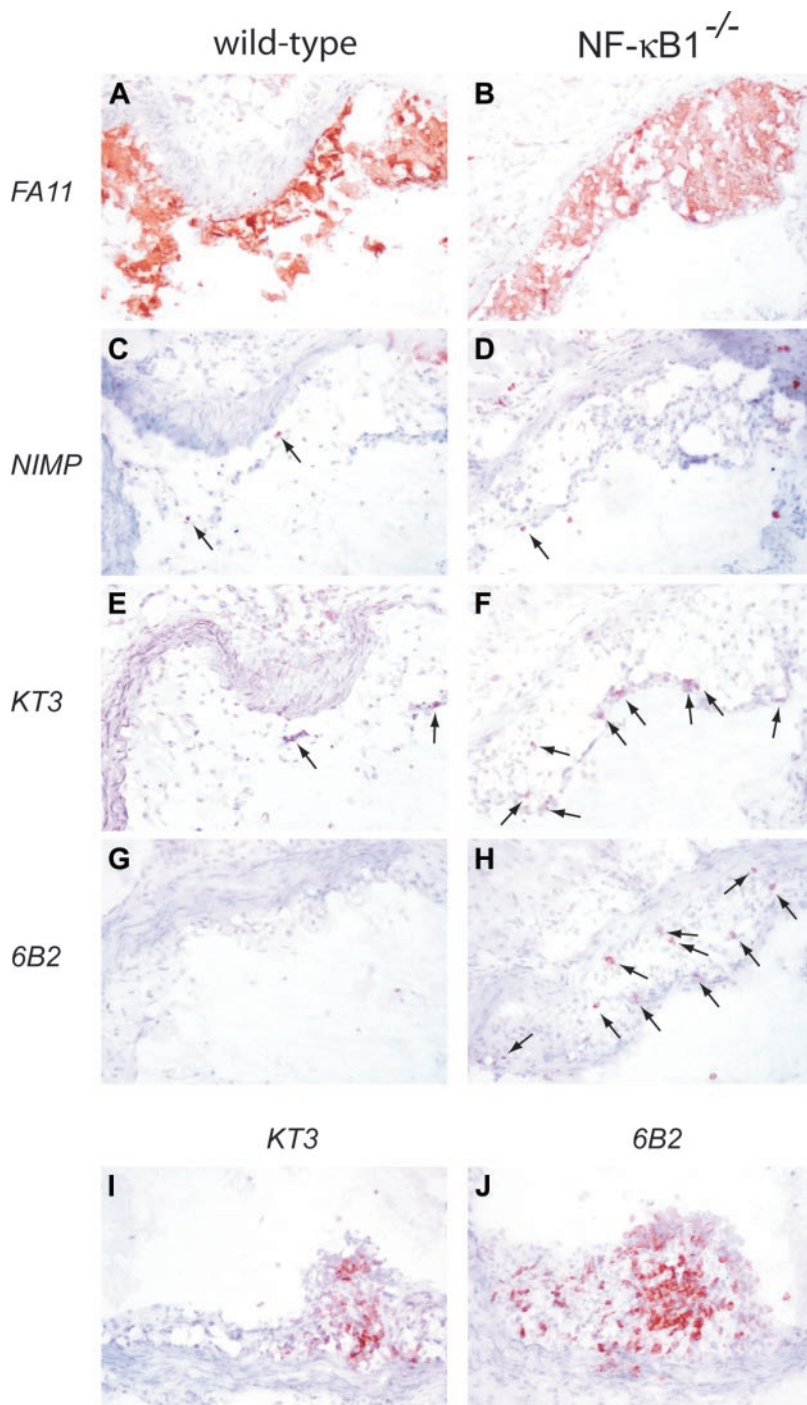 wild-type NF-κB1-/-
A B
FA11
C D
NIMP
E F
KT3
G H
6B2
KT3 6B2
I J